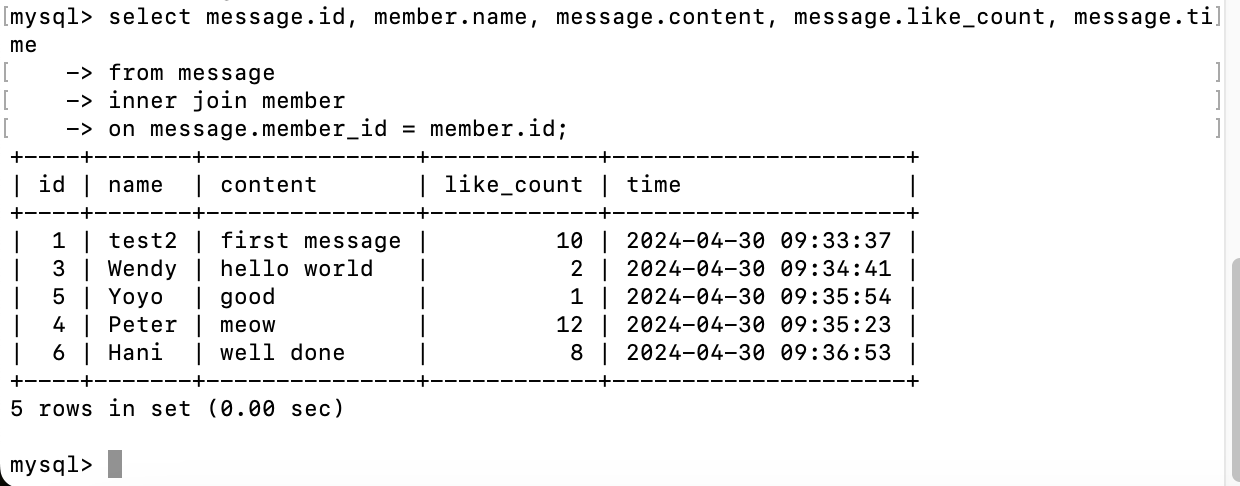 [mysql> select message.id, member.name, message.content, message.like_count, message.ti]
me
[    -> from message ]
[    -> inner join member ]
[    -> on message.member_id = member.id; ]
+----+-------+---------------+------------+---------------------+
| id | name  | content       | like_count | time                |
+----+-------+---------------+------------+---------------------+
|  1 | test2 | first message |         10 | 2024-04-30 09:33:37 |
|  3 | Wendy | hello world   |          2 | 2024-04-30 09:34:41 |
|  5 | Yoyo  | good          |          1 | 2024-04-30 09:35:54 |
|  4 | Peter | meow          |         12 | 2024-04-30 09:35:23 |
|  6 | Hani  | well done     |          8 | 2024-04-30 09:36:53 |
+----+-------+---------------+------------+---------------------+
5 rows in set (0.00 sec)
mysql>